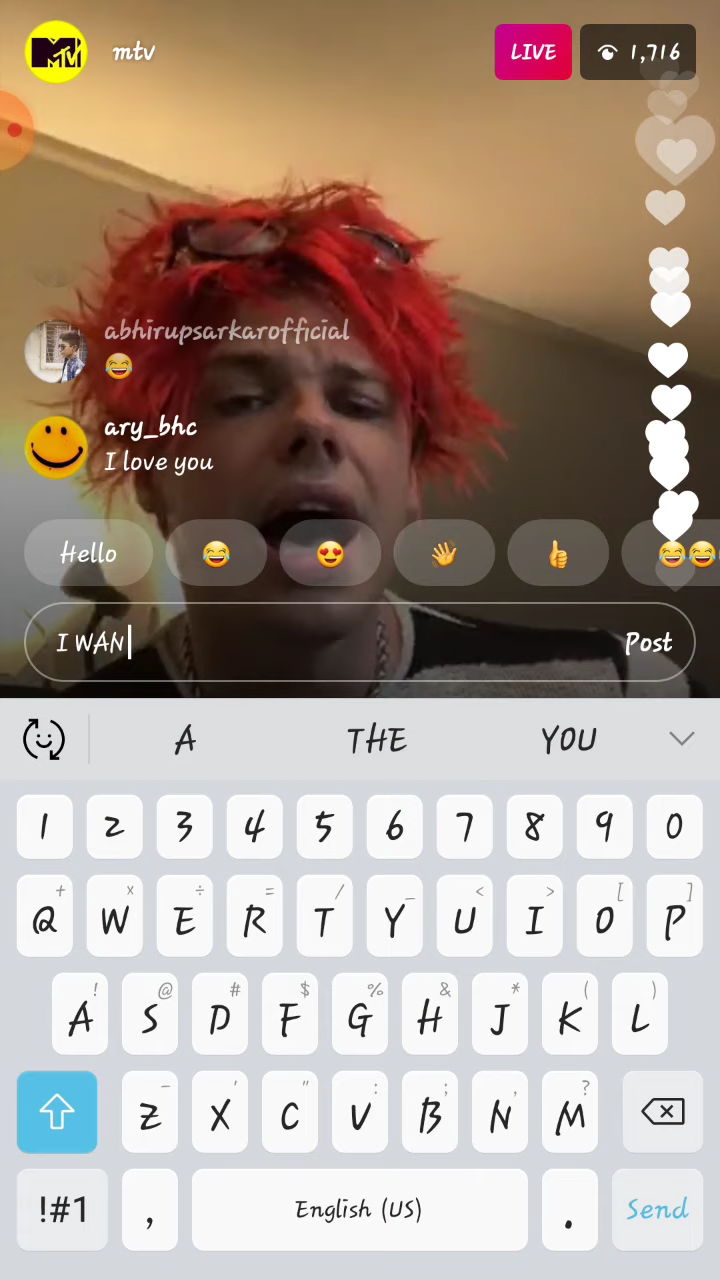 MTV
mtv
LIVE
1,716
abhirupsarkarofficial
😂
ary_bhc
I love you
Hello 😂 😍 👋 👍 😂😂
I WAN
Post
A THE YOU
1 2 3 4 5 6 7 8 9 0
+ × ÷ = / _ < > [ ]
Q W E R T Y U I O P
! @ # $ % & * ( )
A S D F G H J K L
- ' " : ; , ?
Z X C V B N M
!#1 , English (US) . Send